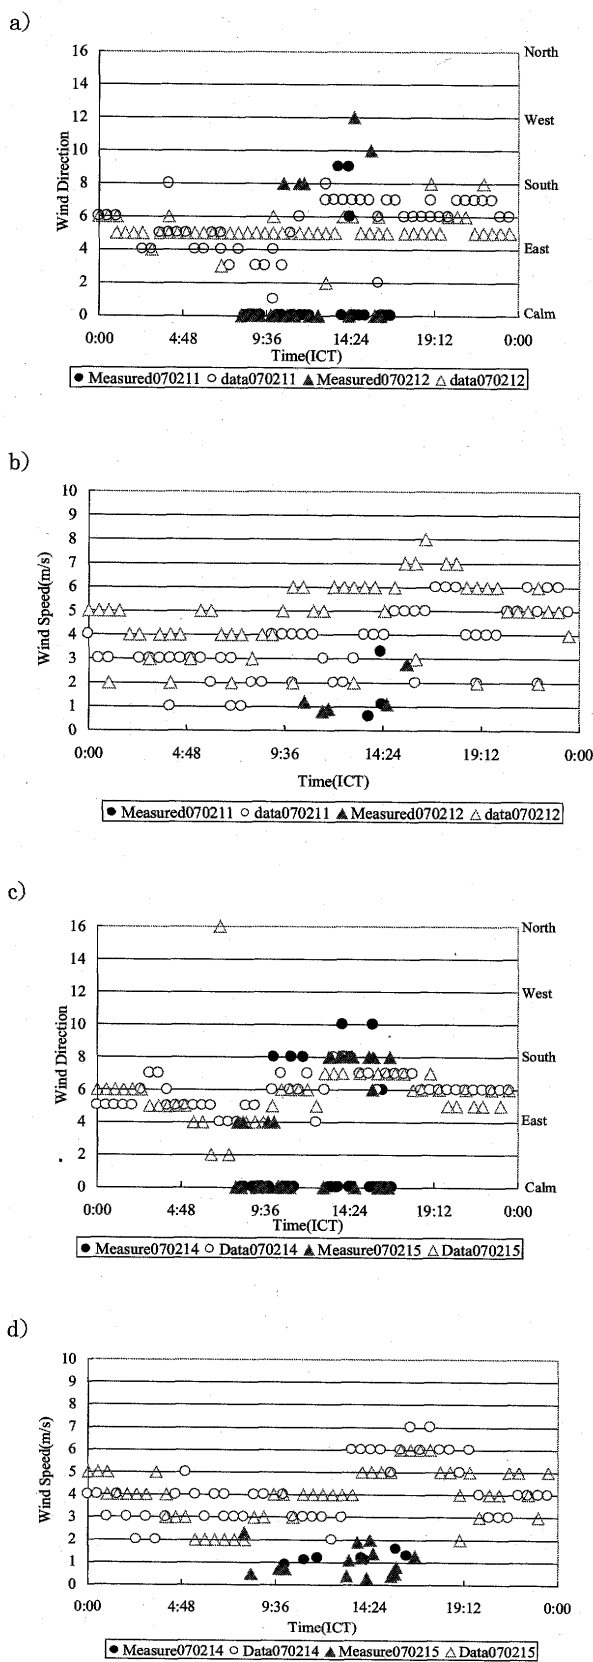 a)
16 North
14
12 West
10
8 South
6
4 East
2
0 Calm
Wind Direction
0:00 4:48 9:36 14:24 19:12 0:00
Time(ICT)
● Measured070211 ○ data070211 ▲ Measured070212 △ data070212
b)
10
9
8
7
6
5
4
3
2
1
0
Wind Speed(m/s)
0:00 4:48 9:36 14:24 19:12 0:00
Time(ICT)
● Measured070211 ○ data070211 ▲ Measured070212 △ data070212
c)
16 North
14
12 West
10
8 South
6
4 East
2
0 Calm
Wind Direction
0:00 4:48 9:36 14:24 19:12 0:00
Time(ICT)
● Measure070214 ○ Data070214 ▲ Measure070215 △ Data070215
d)
10
9
8
7
6
5
4
3
2
1
0
Wind Speed(m/s)
0:00 4:48 9:36 14:24 19:12 0:00
Time(ICT)
● Measure070214 ○ Data070214 ▲ Measure070215 △ Data070215